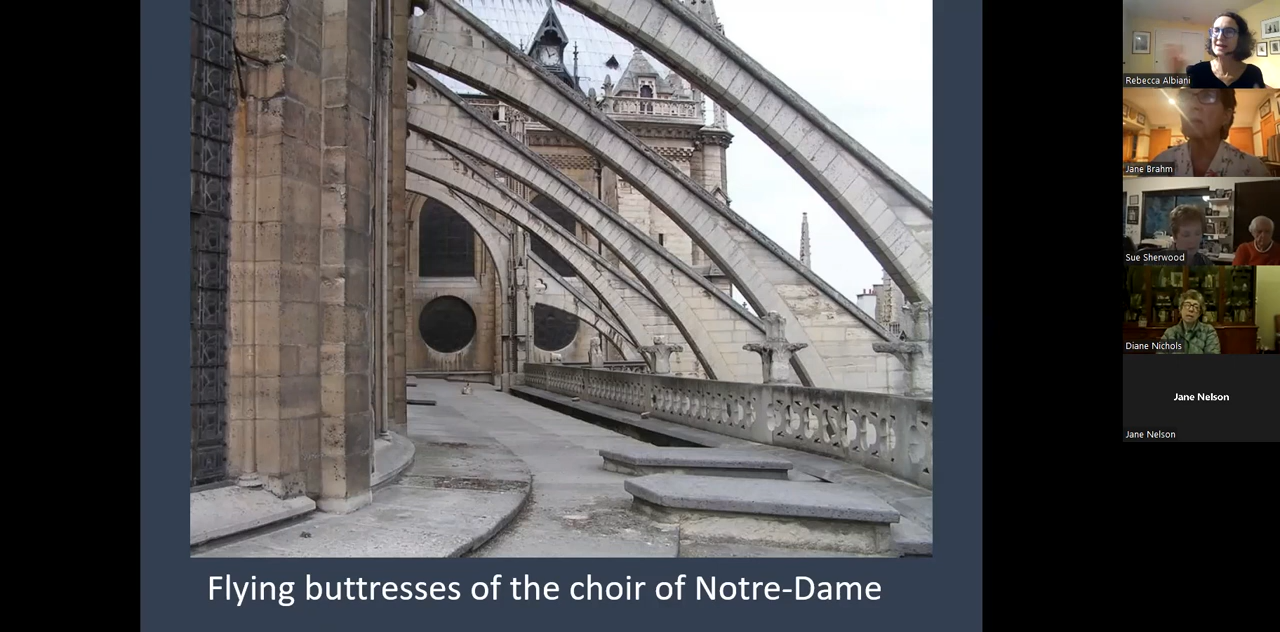 Flying buttresses of the choir of Notre-Dame
Rebecca Albiani
Jane Brahm
Sue Sherwood
Diane Nichols
Jane Nelson
Jane Nelson